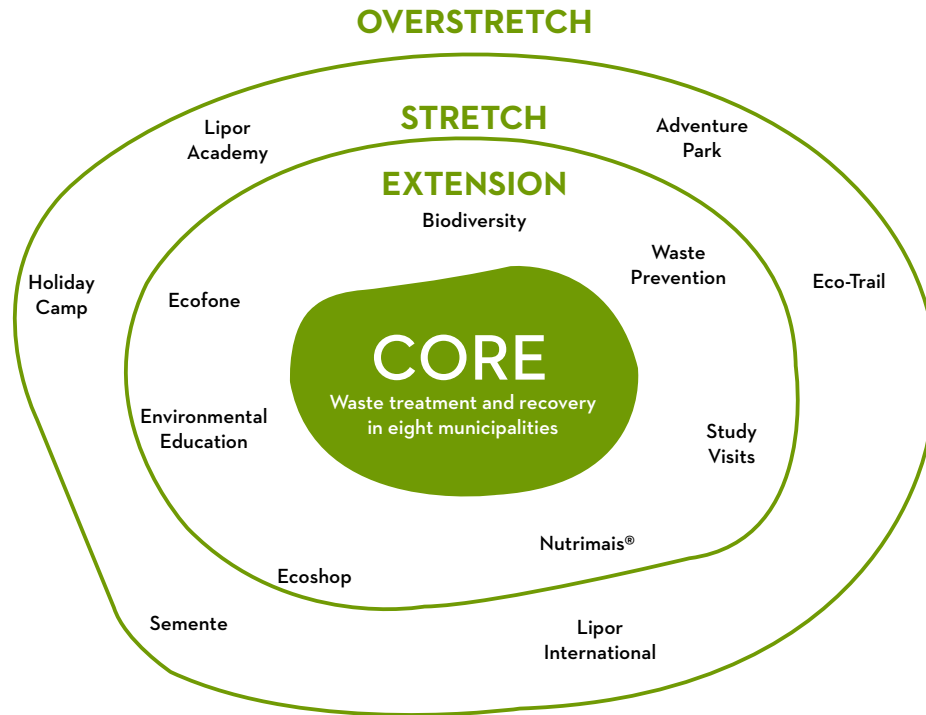 OVERSTRETCH
STRETCH
Lipor
Academy
Adventure
Park
EXTENSION
Biodiversity
Waste
Prevention
Holiday
Camp
Ecofone
Eco-Trail
CORE
Waste treatment and recovery
in eight municipalities
Environmental
Education
Study
Visits
Nutrimais®
Ecoshop
Semente
Lipor
International